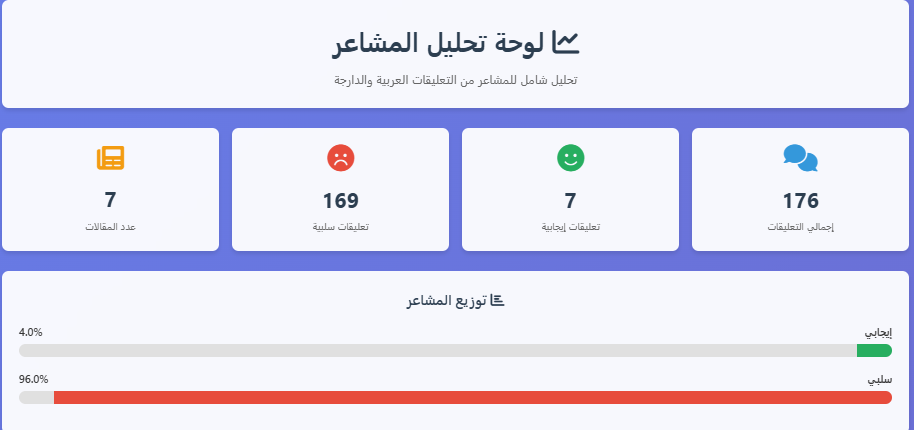 لوحة تحليل المشاعر
تحليل شامل للمشاعر من التعليقات العربية والدارجة
176
إجمالي التعليقات
7
تعليقات إيجابية
169
تعليقات سلبية
7
عدد المقالات
توزيع المشاعر
إيجابي 4.0%
سلبي 96.0%